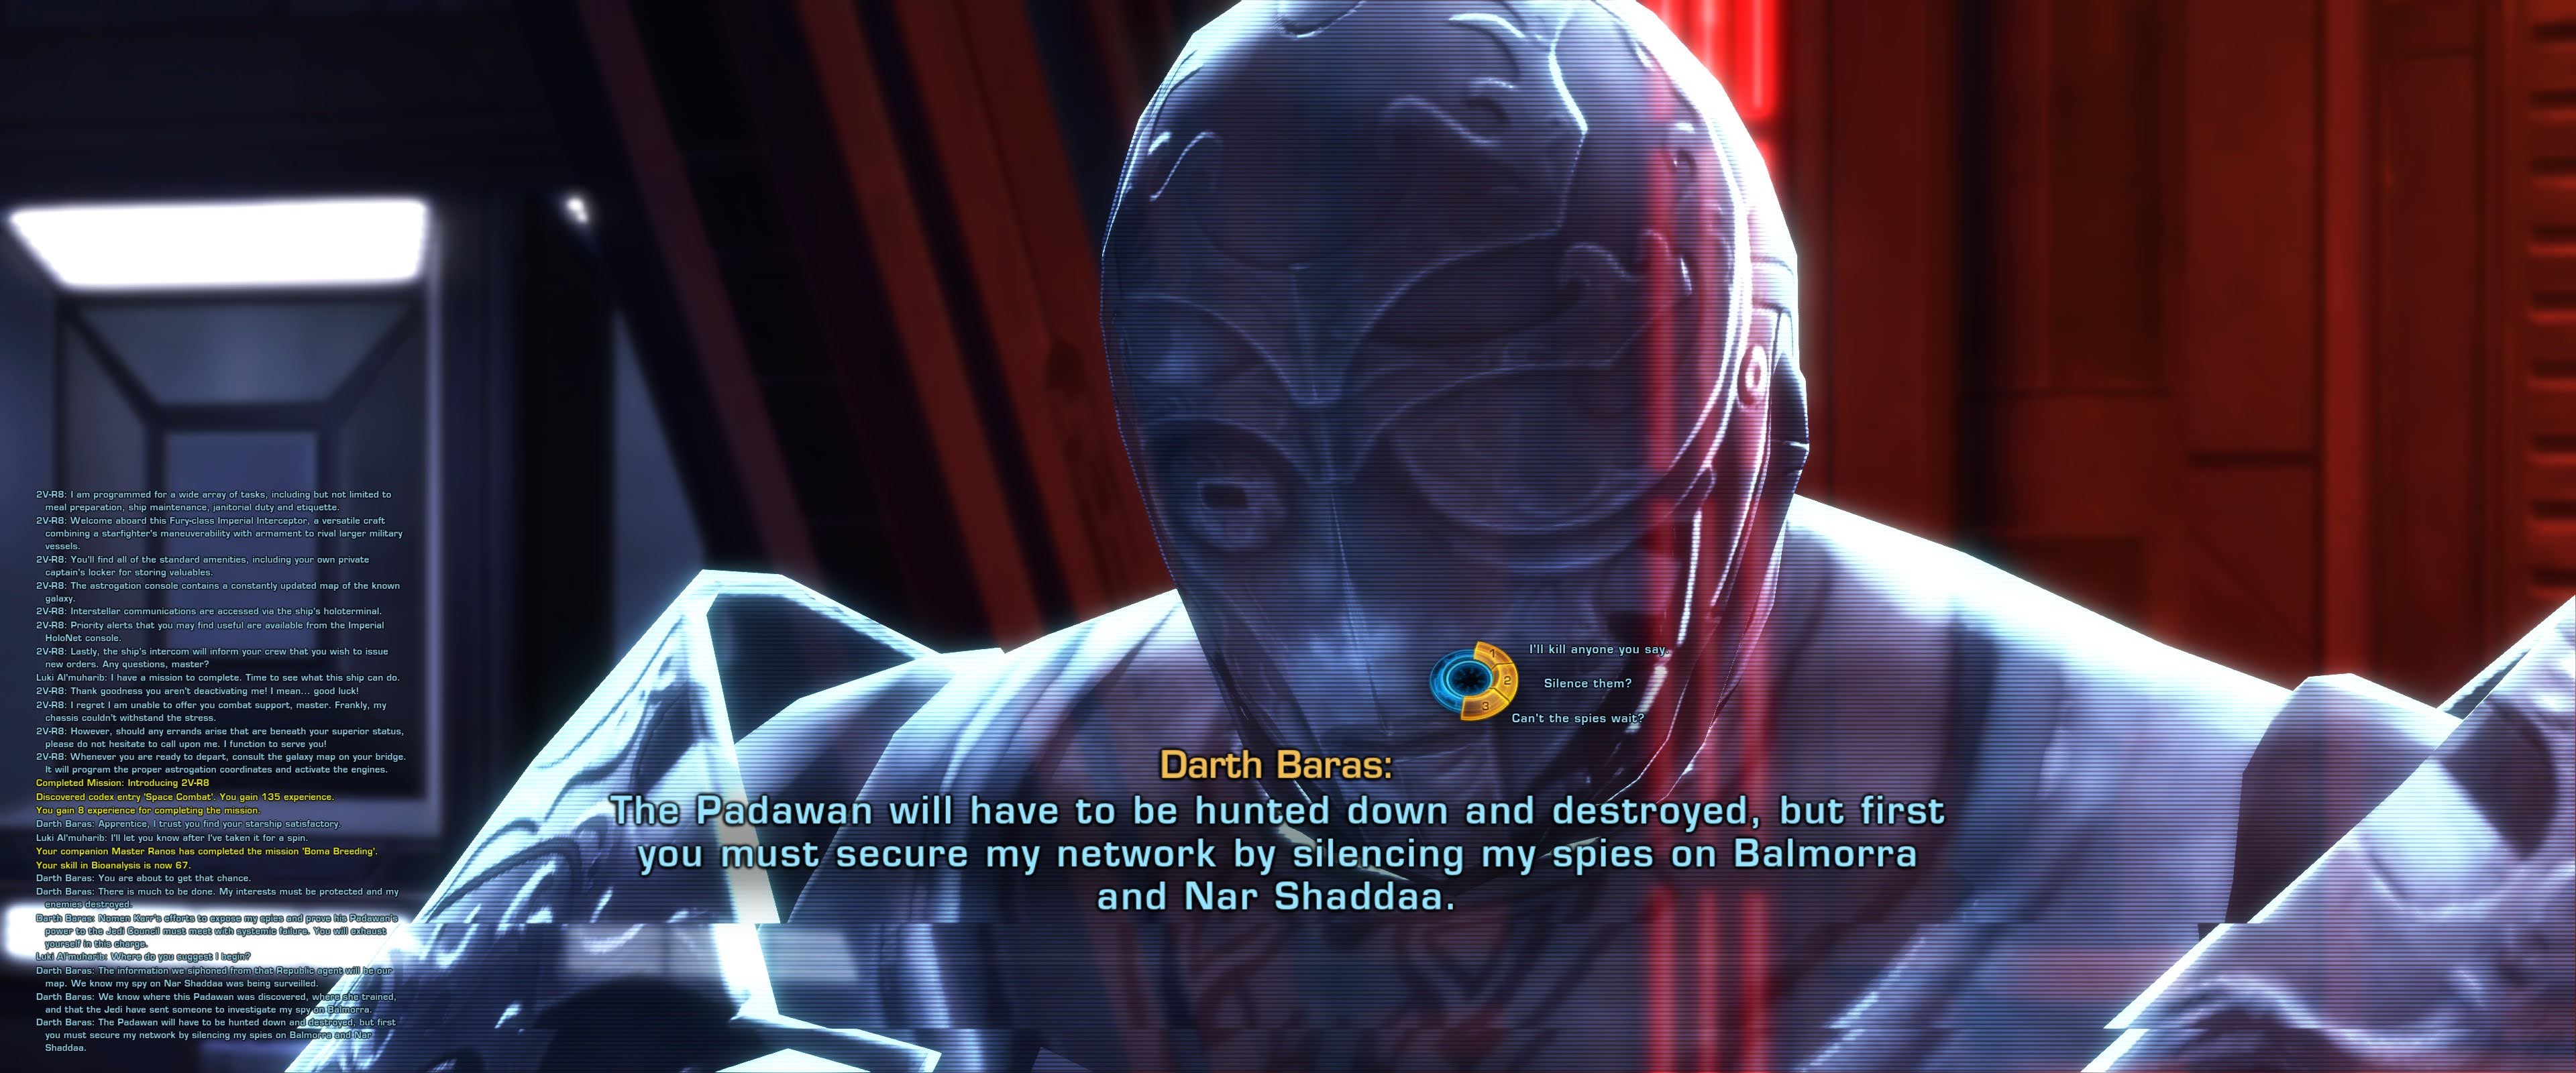 2V-R8: I am programmed for a wide array of tasks, including but not limited to
meal preparation, ship maintenance, janitorial duty and etiquette.
2V-R8: Welcome aboard this Fury-class Imperial Interceptor, a versatile craft
combining a starfighter's maneuverability with armament to rival larger military
vessels.
2V-R8: You'll find all of the standard amenities, including your own private
captain's locker for storing valuables.
2V-R8: The astrogation console contains a constantly updated map of the known
galaxy.
2V-R8: Interstellar communications are accessed via the ship's holoterminal.
2V-R8: Priority alerts that you may find useful are available from the Imperial
HoloNet console.
2V-R8: Lastly, the ship's intercom will inform your crew that you wish to issue
new orders. Any questions, master?
Luki Al'muharib: I have a mission to complete. Time to see what this ship can do.
2V-R8: Thank goodness you aren't deactivating me! I mean... good luck!
2V-R8: I regret I am unable to offer you combat support, master. Frankly, my
chassis couldn't withstand the stress.
2V-R8: However, should any errands arise that are beneath your superior status,
please do not hesitate to call upon me. I function to serve you!
2V-R8: Whenever you are ready to depart, consult the galaxy map on your bridge.
It will program the proper astrogation coordinates and activate the engines.
Completed Mission: Introducing 2V-R8
Discovered codex entry 'Space Combat'. You gain 135 experience.
You gain 8 experience for completing the mission.
Darth Baras: Apprentice, I trust you find your starship satisfactory.
Luki Al'muharib: I'll let you know after I've taken it for a spin.
Your companion Master Ranos has completed the mission 'Boma Breeding'.
Your skill in Bioanalysis is now 67.
Darth Baras: You are about to get that chance.
Darth Baras: There is much to be done. My interests must be protected and my
enemies destroyed.
Darth Baras: Nomen Karr's efforts to expose my spies and prove his Padawan's
power to the Jedi Council must meet with systemic failure. You will exhaust
yourself in this charge.
Luki Al'muharib: Where do you suggest I begin?
Darth Baras: The information we siphoned from that Republic agent will be our
map. We know my spy on Nar Shaddaa was being surveilled.
Darth Baras: We know where this Padawan was discovered, where she trained,
and that the Jedi have sent someone to investigate my spy on Balmorra.
Darth Baras: The Padawan will have to be hunted down and destroyed, but first
you must secure my network by silencing my spies on Balmorra and Nar
Shaddaa.
1 I'll kill anyone you say.
2 Silence them?
3 Can't the spies wait?
Darth Baras:
The Padawan will have to be hunted down and destroyed, but first
you must secure my network by silencing my spies on Balmorra
and Nar Shaddaa.